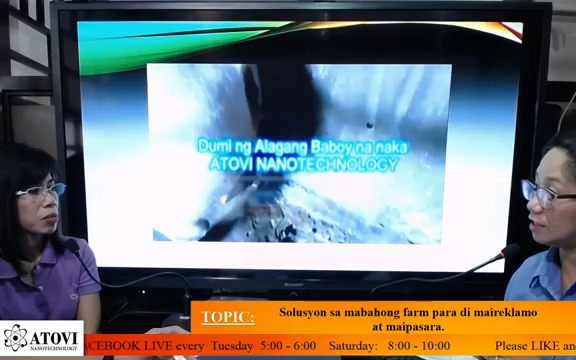 Dumi ng Alagang Baboy na naka
ATOVI NANOTECHNOLOGY
SHARP
TOPIC:
Solusyon sa mabahong farm para di maireklamo
at maipasara.
ATOVI
NANOTECHNOLOGY
FACEBOOK LIVE every Tuesday 5:00 - 6:00 Saturday: 8:00 - 10:00 Please LIKE an